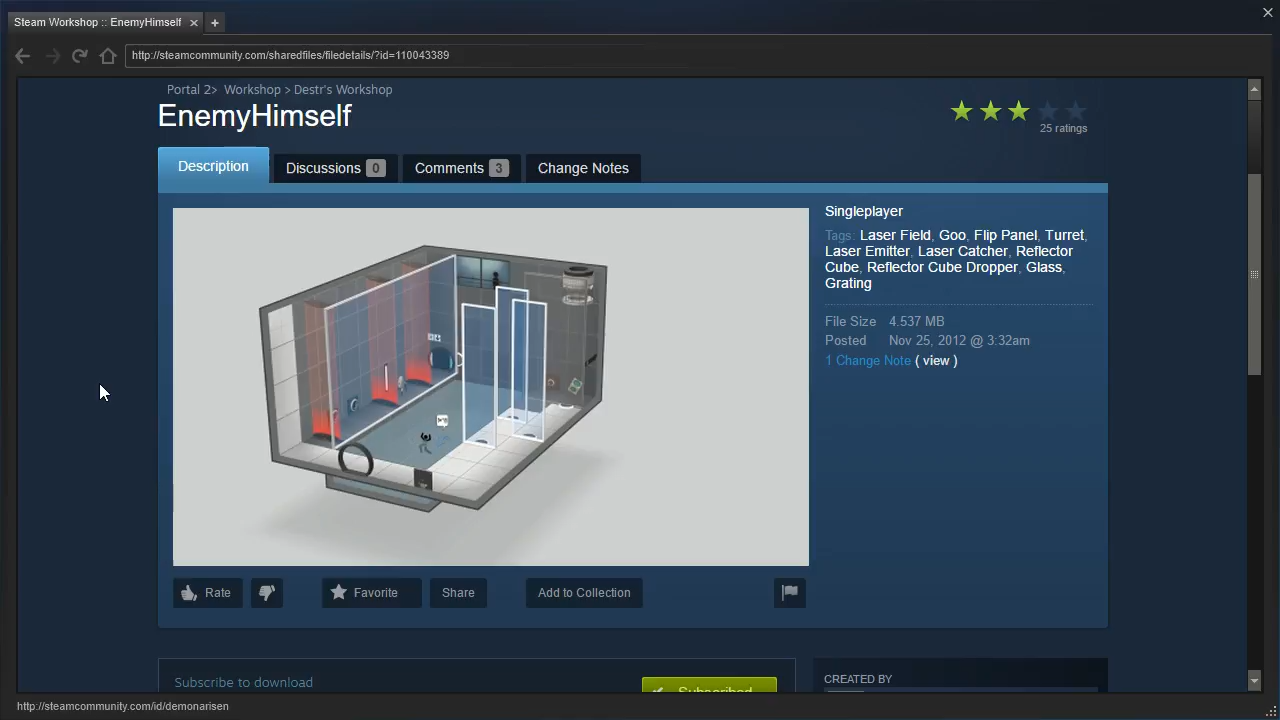 Steam Workshop :: EnemyHimself
http://steamcommunity.com/sharedfiles/filedetails/?id=110043389
Portal 2> Workshop > Destr's Workshop
EnemyHimself
25 ratings
Description
Discussions 0
Comments 3
Change Notes
Singleplayer
Tags: Laser Field, Goo, Flip Panel, Turret,
Laser Emitter, Laser Catcher, Reflector
Cube, Reflector Cube Dropper, Glass,
Grating
File Size 4.537 MB
Posted Nov 25, 2012 @ 3:32am
1 Change Note ( view )
Rate
Favorite
Share
Add to Collection
Subscribe to download
Subscribed
CREATED BY
http://steamcommunity.com/id/demonarisen